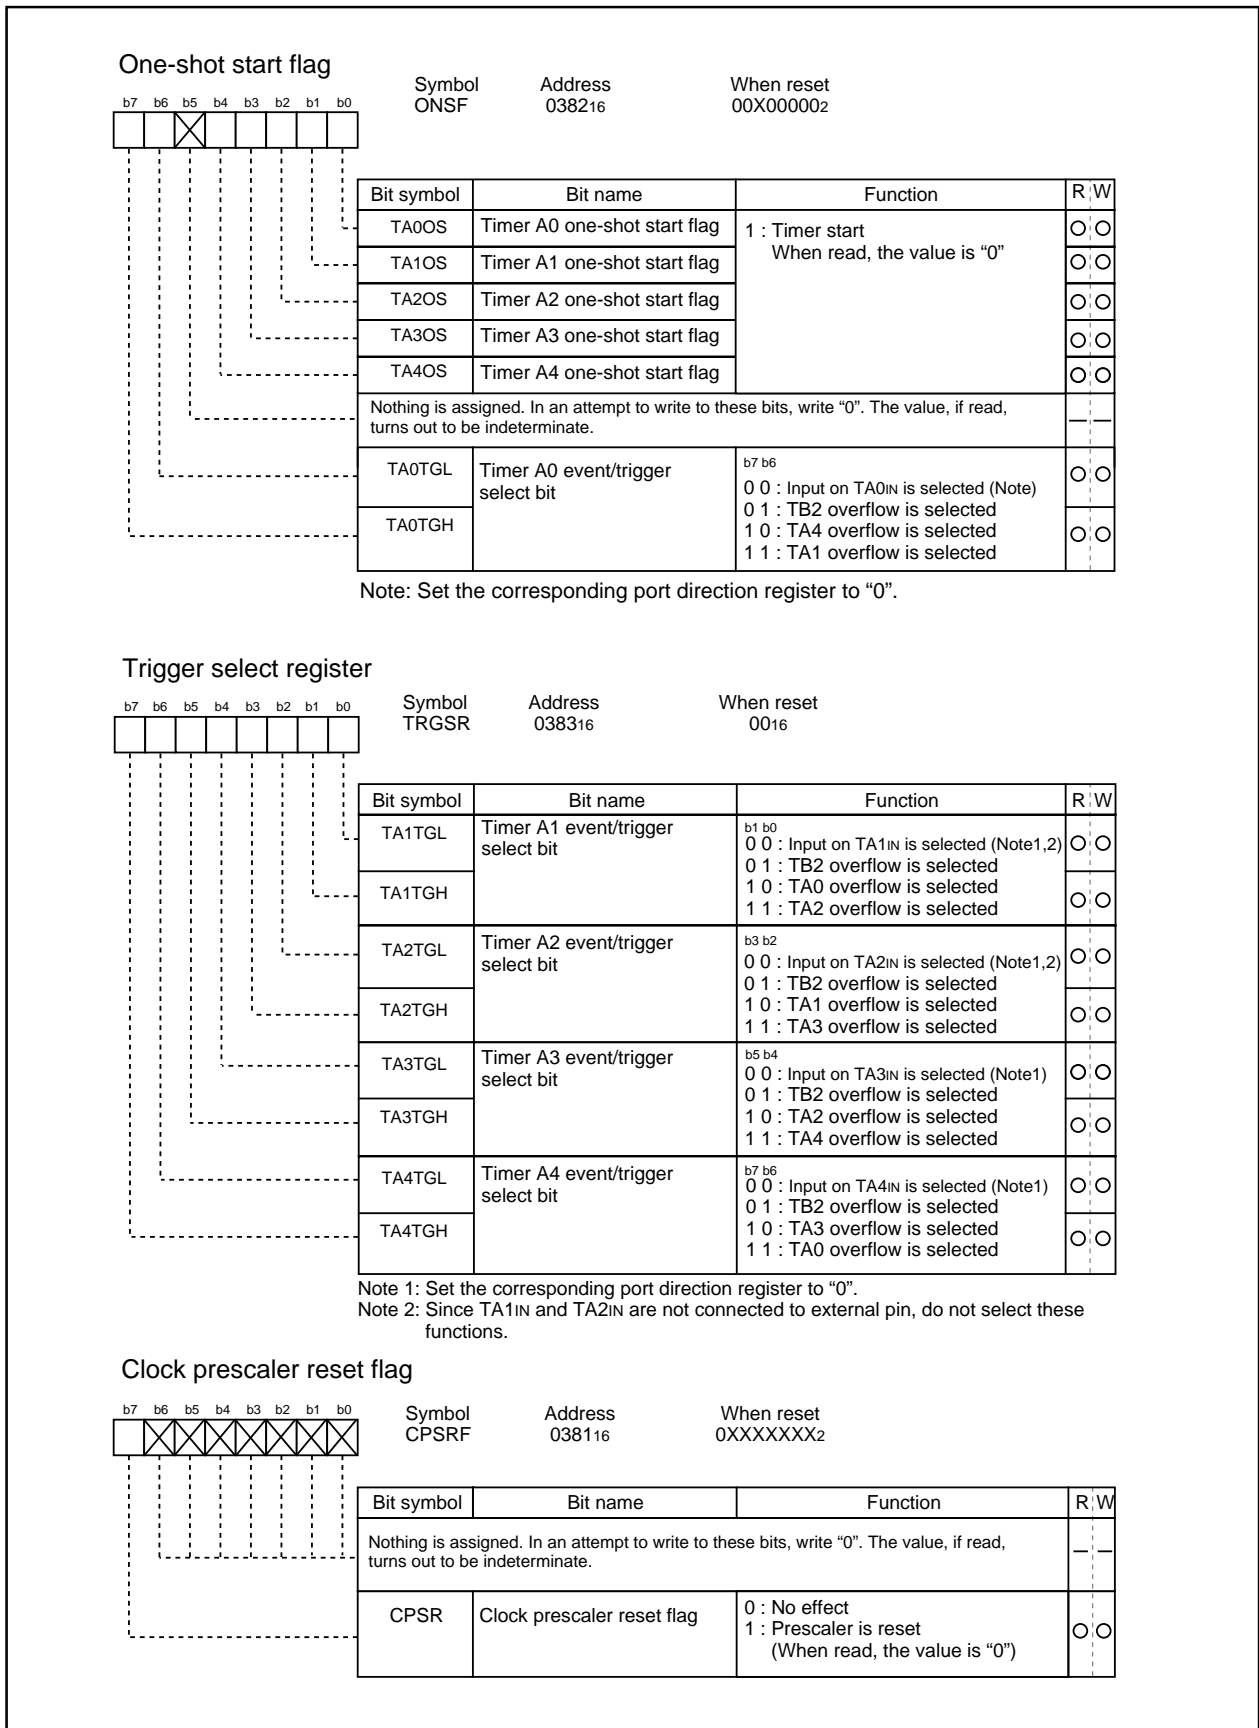 One-shot start flag
Symbol Address When reset
ONSF 038216 00X000002
b7 b6 b5 b4 b3 b2 b1 b0
Bit symbol Bit name Function R W
TA0OS Timer A0 one-shot start flag 1 : Timer start
When read, the value is “0”
TA1OS Timer A1 one-shot start flag
TA2OS Timer A2 one-shot start flag
TA3OS Timer A3 one-shot start flag
TA4OS Timer A4 one-shot start flag
Nothing is assigned. In an attempt to write to these bits, write “0”. The value, if read,
turns out to be indeterminate.
TA0TGL Timer A0 event/trigger
select bit
b7 b6
0 0 : Input on TA0IN is selected (Note)
0 1 : TB2 overflow is selected
TA0TGH 1 0 : TA4 overflow is selected
1 1 : TA1 overflow is selected
Note: Set the corresponding port direction register to “0”.
Trigger select register
Symbol Address When reset
TRGSR 038316 0016
b7 b6 b5 b4 b3 b2 b1 b0
Bit symbol Bit name Function R W
TA1TGL Timer A1 event/trigger
select bit
b1 b0
0 0 : Input on TA1IN is selected (Note1,2)
0 1 : TB2 overflow is selected
TA1TGH 1 0 : TA0 overflow is selected
1 1 : TA2 overflow is selected
TA2TGL Timer A2 event/trigger
select bit
b3 b2
0 0 : Input on TA2IN is selected (Note1,2)
0 1 : TB2 overflow is selected
TA2TGH 1 0 : TA1 overflow is selected
1 1 : TA3 overflow is selected
TA3TGL Timer A3 event/trigger
select bit
b5 b4
0 0 : Input on TA3IN is selected (Note1)
0 1 : TB2 overflow is selected
TA3TGH 1 0 : TA2 overflow is selected
1 1 : TA4 overflow is selected
TA4TGL Timer A4 event/trigger
select bit
b7 b6
0 0 : Input on TA4IN is selected (Note1)
0 1 : TB2 overflow is selected
TA4TGH 1 0 : TA3 overflow is selected
1 1 : TA0 overflow is selected
Note 1: Set the corresponding port direction register to “0”.
Note 2: Since TA1IN and TA2IN are not connected to external pin, do not select these
functions.
Clock prescaler reset flag
Symbol Address When reset
CPSRF 038116 0XXXXXXX2
b7 b6 b5 b4 b3 b2 b1 b0
Bit symbol Bit name Function R W
Nothing is assigned. In an attempt to write to these bits, write “0”. The value, if read,
turns out to be indeterminate.
CPSR Clock prescaler reset flag 0 : No effect
1 : Prescaler is reset
(When read, the value is “0”)